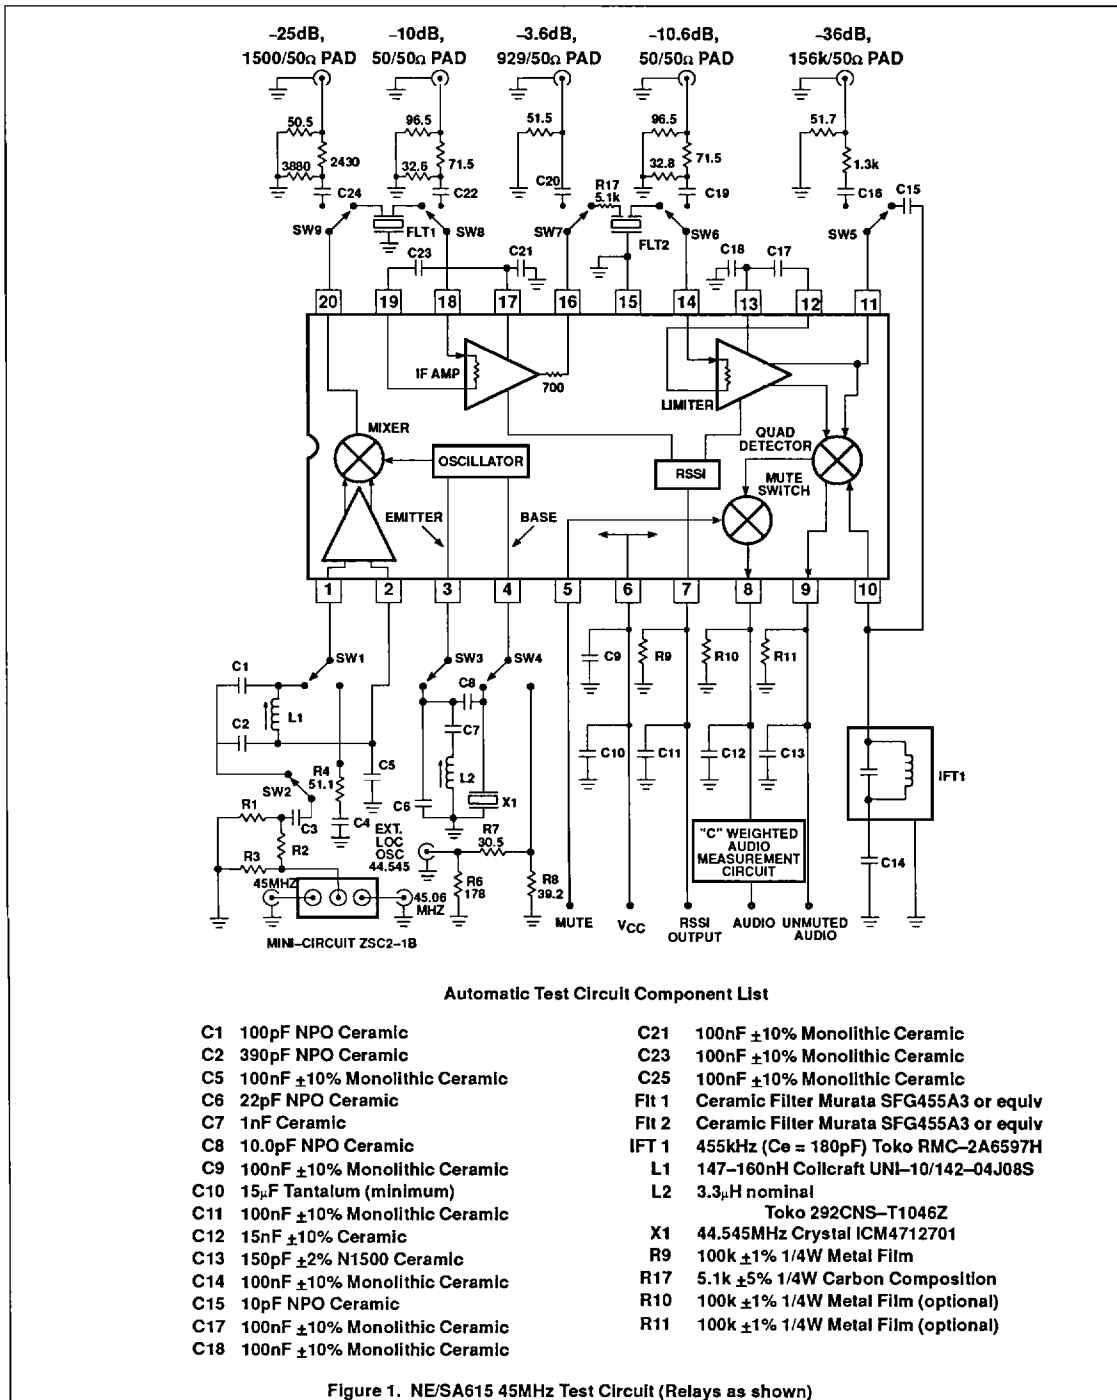 –25dB,
1500/50Ω PAD
–10dB,
50/50Ω PAD
–3.6dB,
929/50Ω PAD
–10.6dB,
50/50Ω PAD
–36dB,
156k/50Ω PAD
50.5
2430
3880
C24
96.5
71.5
32.6
C22
51.5
C20
R17
5.1k
96.5
71.5
32.8
C19
51.7
1.3k
C16
C15
SW9
FLT1
SW8
SW7
FLT2
SW6
SW5
C23
C21
C18
C17
20
19
18
17
16
15
14
13
12
11
IF AMP
700
LIMITER
MIXER
OSCILLATOR
RSSI
QUAD
DETECTOR
MUTE
SWITCH
EMITTER
BASE
1
2
3
4
5
6
7
8
9
10
C1
SW1
L1
C2
SW2
R4
51.1
C5
C3
C4
R1
R2
R3
45MHZ
45.06
MHZ
MINI–CIRCUIT ZSC2–1B
SW3
SW4
C8
C7
L2
C6
X1
EXT.
LOC
OSC
44.545
R7
30.5
R6
178
R8
39.2
C9
R9
R10
R11
C10
C11
C12
C13
"C" WEIGHTED
AUDIO
MEASUREMENT
CIRCUIT
IFT1
C14
MUTE
VCC
RSSI
OUTPUT
AUDIO
UNMUTED
AUDIO
Automatic Test Circuit Component List
C1 100pF NPO Ceramic
C2 390pF NPO Ceramic
C5 100nF ±10% Monolithic Ceramic
C6 22pF NPO Ceramic
C7 1nF Ceramic
C8 10.0pF NPO Ceramic
C9 100nF ±10% Monolithic Ceramic
C10 15µF Tantalum (minimum)
C11 100nF ±10% Monolithic Ceramic
C12 15nF ±10% Ceramic
C13 150pF ±2% N1500 Ceramic
C14 100nF ±10% Monolithic Ceramic
C15 10pF NPO Ceramic
C17 100nF ±10% Monolithic Ceramic
C18 100nF ±10% Monolithic Ceramic
C21 100nF ±10% Monolithic Ceramic
C23 100nF ±10% Monolithic Ceramic
C25 100nF ±10% Monolithic Ceramic
Flt 1 Ceramic Filter Murata SFG455A3 or equiv
Flt 2 Ceramic Filter Murata SFG455A3 or equiv
IFT 1 455kHz (Ce = 180pF) Toko RMC–2A6597H
L1 147–160nH Coilcraft UNI–10/142–04J08S
L2 3.3µH nominal
Toko 292CNS–T1046Z
X1 44.545MHz Crystal ICM4712701
R9 100k ±1% 1/4W Metal Film
R17 5.1k ±5% 1/4W Carbon Composition
R10 100k ±1% 1/4W Metal Film (optional)
R11 100k ±1% 1/4W Metal Film (optional)
Figure 1. NE/SA615 45MHz Test Circuit (Relays as shown)